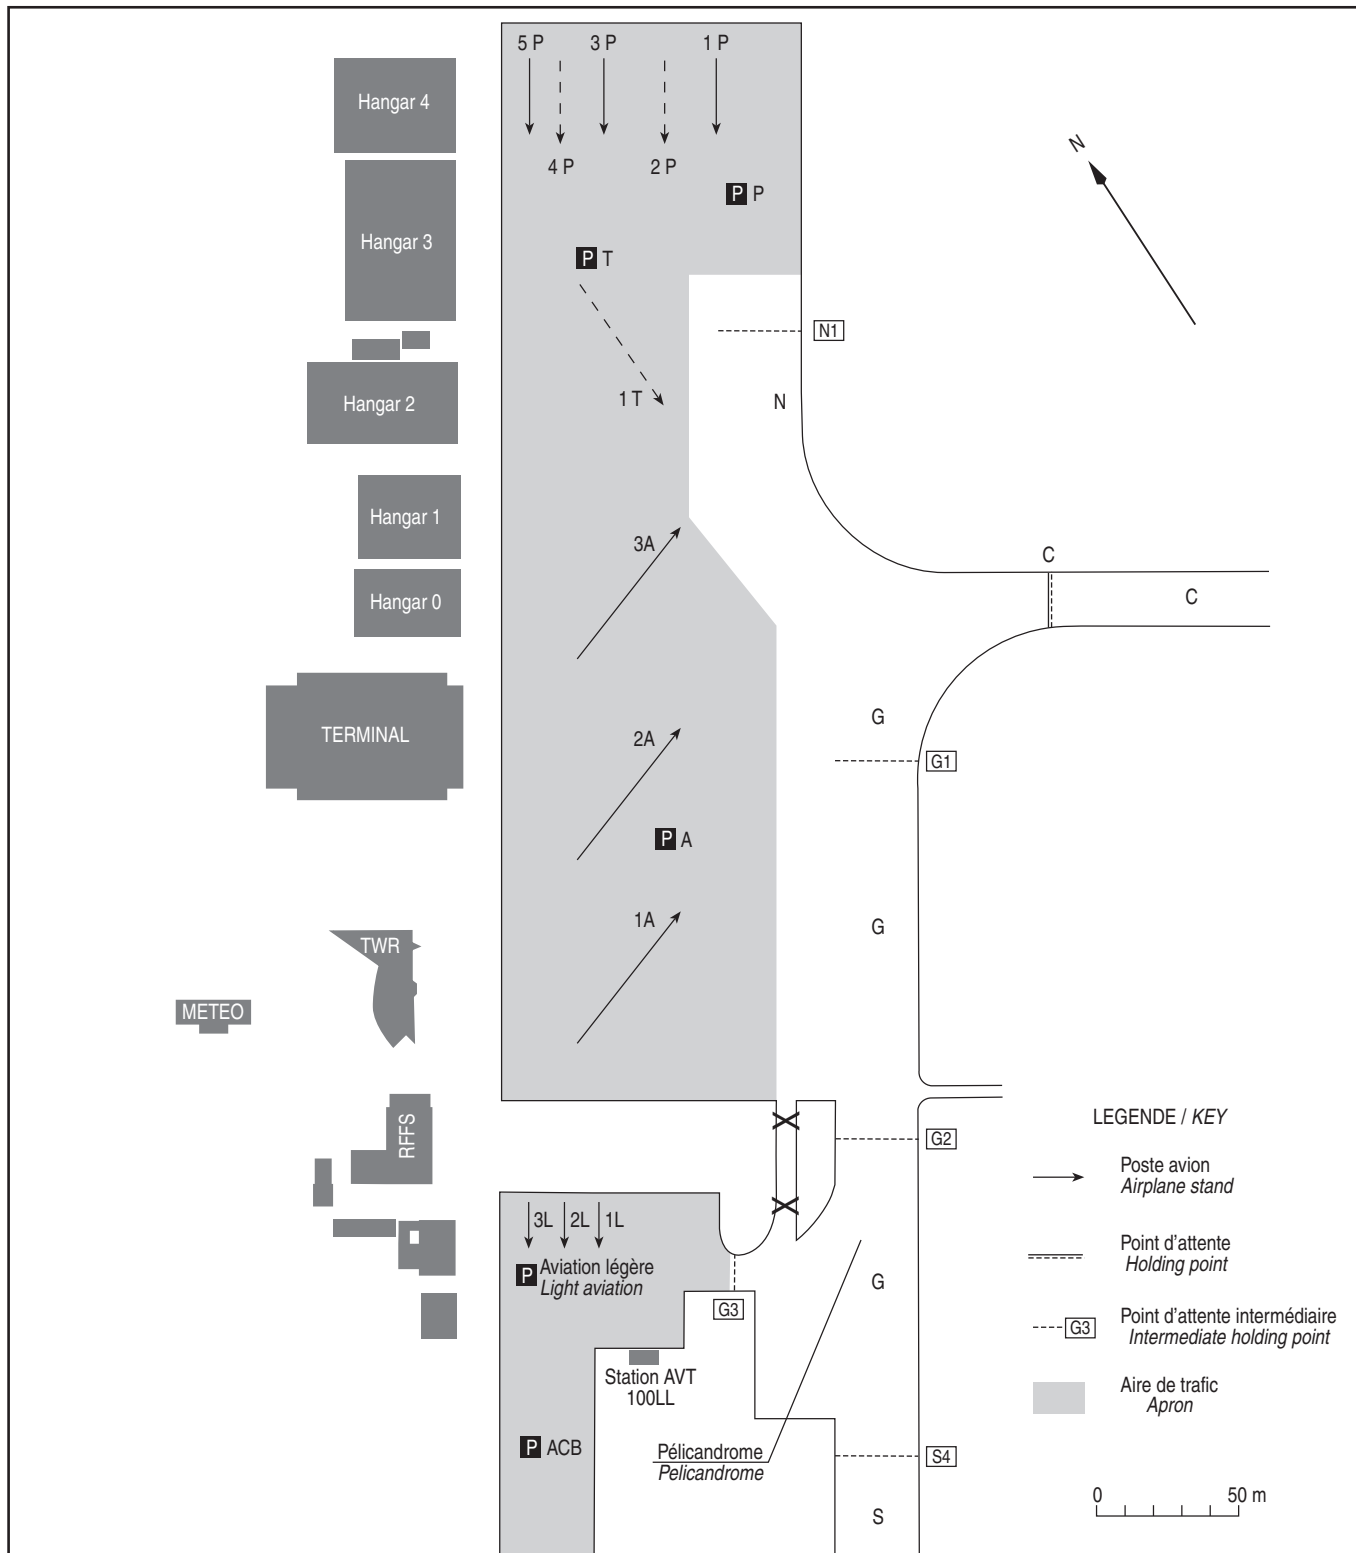 5 P
3 P
1 P
Hangar 4
4 P
2 P
N
P P
Hangar 3
P T
N1
1 T
N
Hangar 2
Hangar 1
3A
C
Hangar 0
C
G
TERMINAL
2A
G1
P A
1A
G
TWR
METEO
RFFS
LEGENDE / KEY
G2
Poste avion
Airplane stand
3L
2L
1L
Point d'attente
Holding point
P Aviation légère
Light aviation
G
G3
G3
Point d'attente intermédiaire
Intermediate holding point
Station AVT
100LL
Aire de trafic
Apron
P ACB
Pélicandrome
Pelicandrome
S4
0
50 m
S